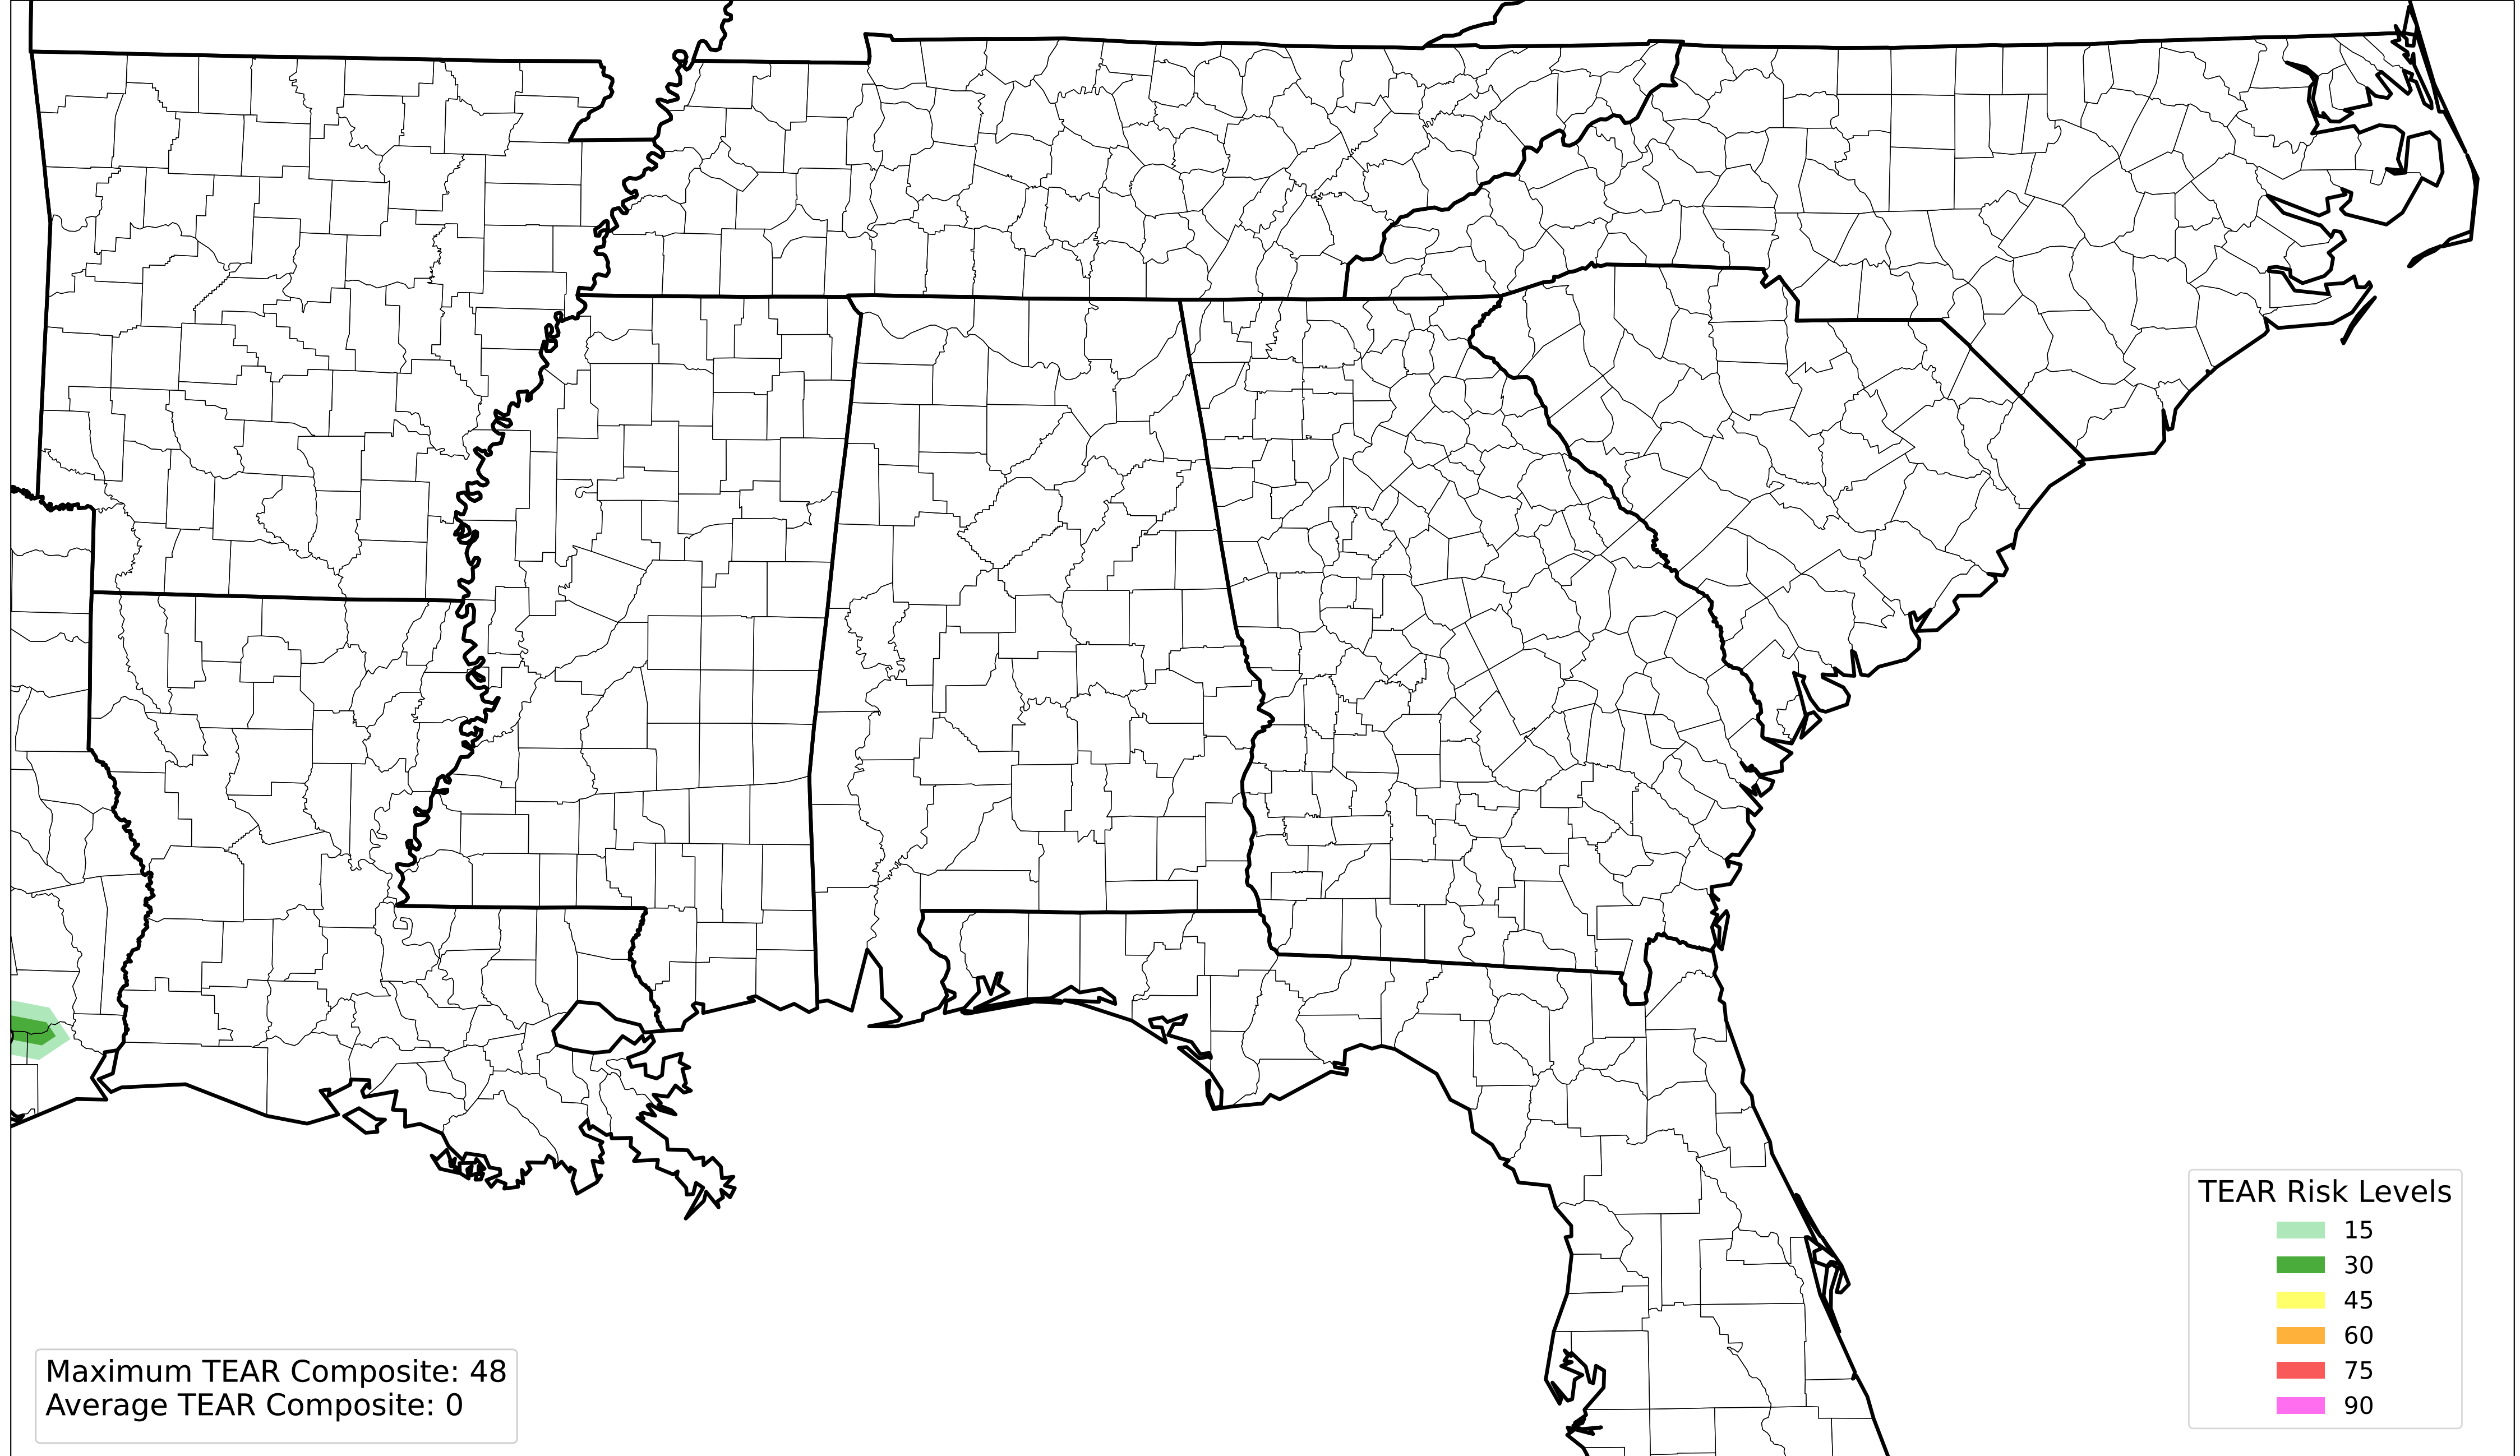 TEAR Risk Levels
15
30
45
60
75
90
Maximum TEAR Composite: 48
Average TEAR Composite: 0